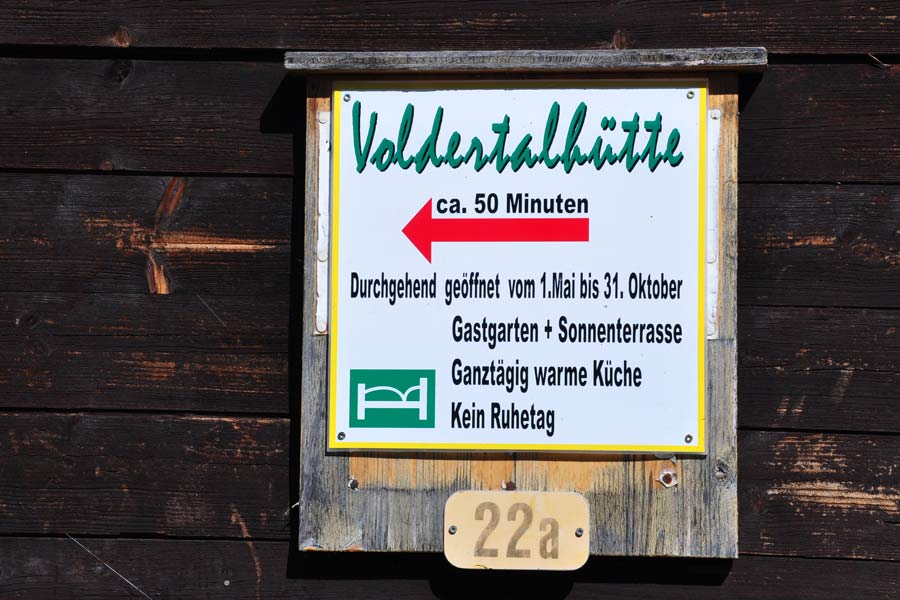 Voldertalhütte
ca. 50 Minuten
Durchgehend geöffnet vom 1.Mai bis 31. Oktober
Gastgarten + Sonnenterrasse
Ganztägig warme Küche
Kein Ruhetag
22a